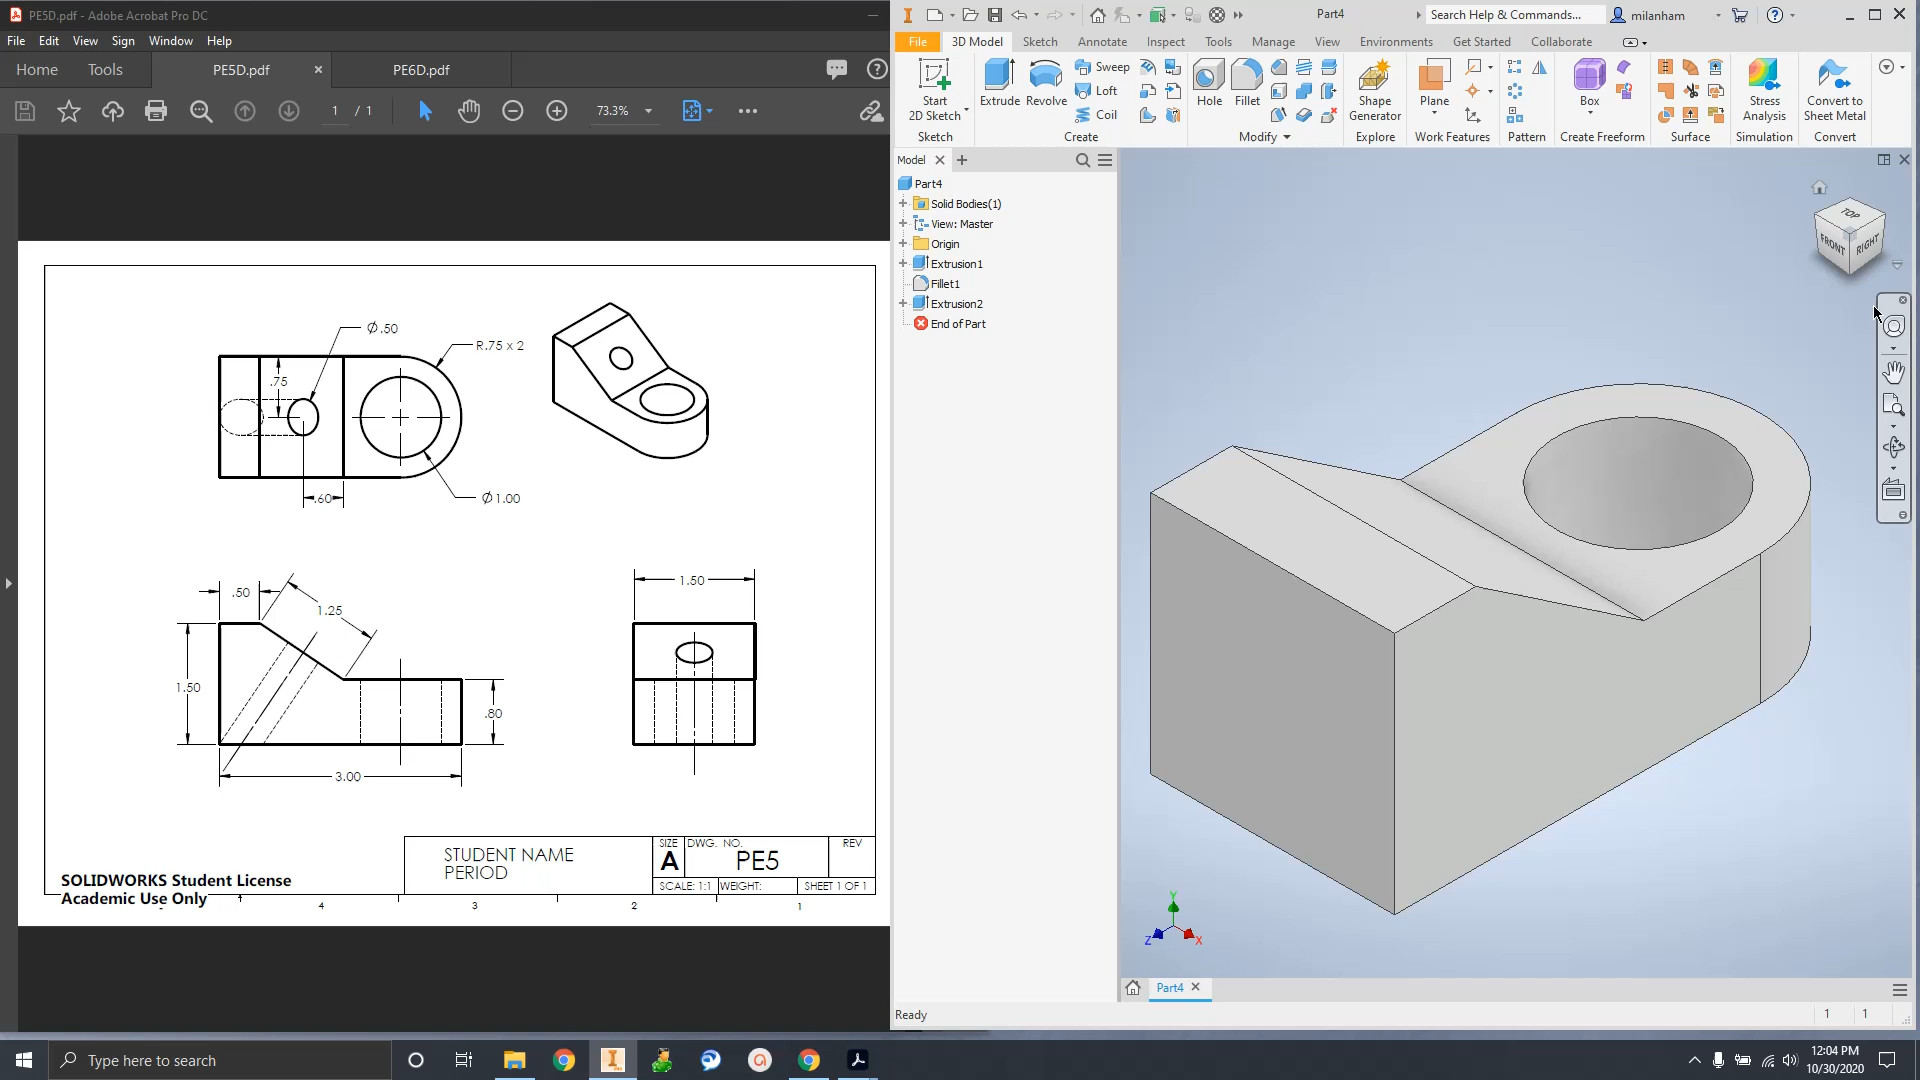 PE5D.pdf - Adobe Acrobat Pro DC
File Edit View Sign Window Help
Home Tools PE5D.pdf × PE6D.pdf
1 / 1 73.3%
Ø.50
R.75 x 2
.75
.60
Ø1.00
.50
1.25
1.50
1.50
.80
3.00
STUDENT NAME
PERIOD
SIZE DWG. NO. REV
A PE5
SCALE: 1:1 WEIGHT: SHEET 1 OF 1
SOLIDWORKS Student License
Academic Use Only
4 3 2 1
Part4 Search Help & Commands... milanham
File 3D Model Sketch Annotate Inspect Tools Manage View Environments Get Started Collaborate
Start
2D Sketch
Extrude Revolve
Sweep
Loft
Coil
Hole Fillet
Shape
Generator
Plane
Box
Stress
Analysis
Convert to
Sheet Metal
Sketch Create Modify Explore Work Features Pattern Create Freeform Surface Simulation Convert
Model × +
Part4
Solid Bodies(1)
View: Master
Origin
Extrusion1
Fillet1
Extrusion2
End of Part
TOP
FRONT RIGHT
Y
Z X
Part4 ×
Ready 1 1
Type here to search
12:04 PM
10/30/2020